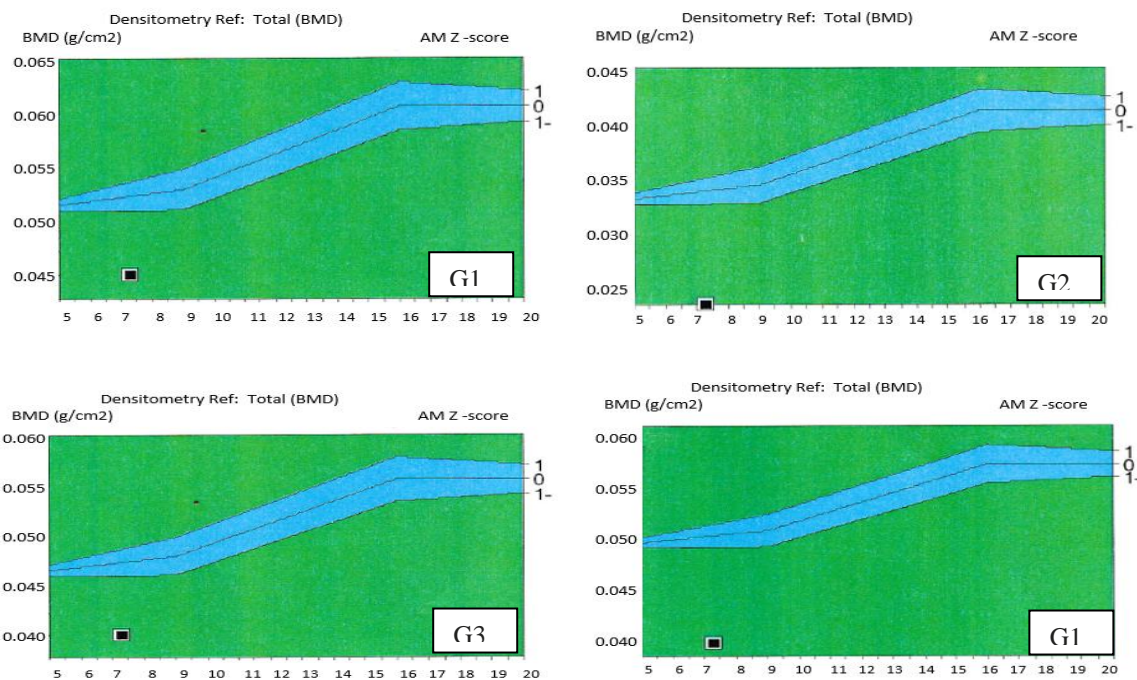 Densitometry Ref: Total (BMD)
BMD (g/cm2) AM Z -score
0.065
0.060
0.055
0.050
0.045
1
0
1-
G1
5 6 7 8 9 10 11 12 13 14 15 16 17 18 19 20
Densitometry Ref: Total (BMD)
BMD (g/cm2) AM Z -score
0.045
0.040
0.035
0.030
0.025
1
0
1-
G2
5 6 7 8 9 10 11 12 13 14 15 16 17 18 19 20
Densitometry Ref: Total (BMD)
BMD (g/cm2) AM Z -score
0.060
0.055
0.050
0.045
0.040
1
0
1-
G3
5 6 7 8 9 10 11 12 13 14 15 16 17 18 19 20
Densitometry Ref: Total (BMD)
BMD (g/cm2) AM Z -score
0.060
0.055
0.050
0.045
0.040
1
0
1-
G1
5 6 7 8 9 10 11 12 13 14 15 16 17 18 19 20